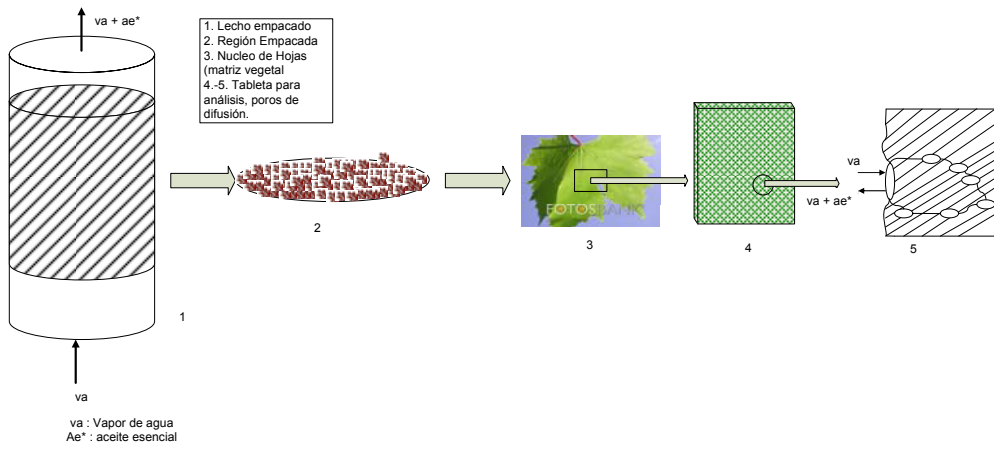 va + ae*
1. Lecho empacado
2. Región Empacada
3. Nucleo de Hojas
(matriz vegetal
4.-5. Tableta para
análisis, poros de
difusión.
va
va + ae*
FOTOSBANK
1
2
3
4
5
va
va : Vapor de agua
Ae* : aceite esencial